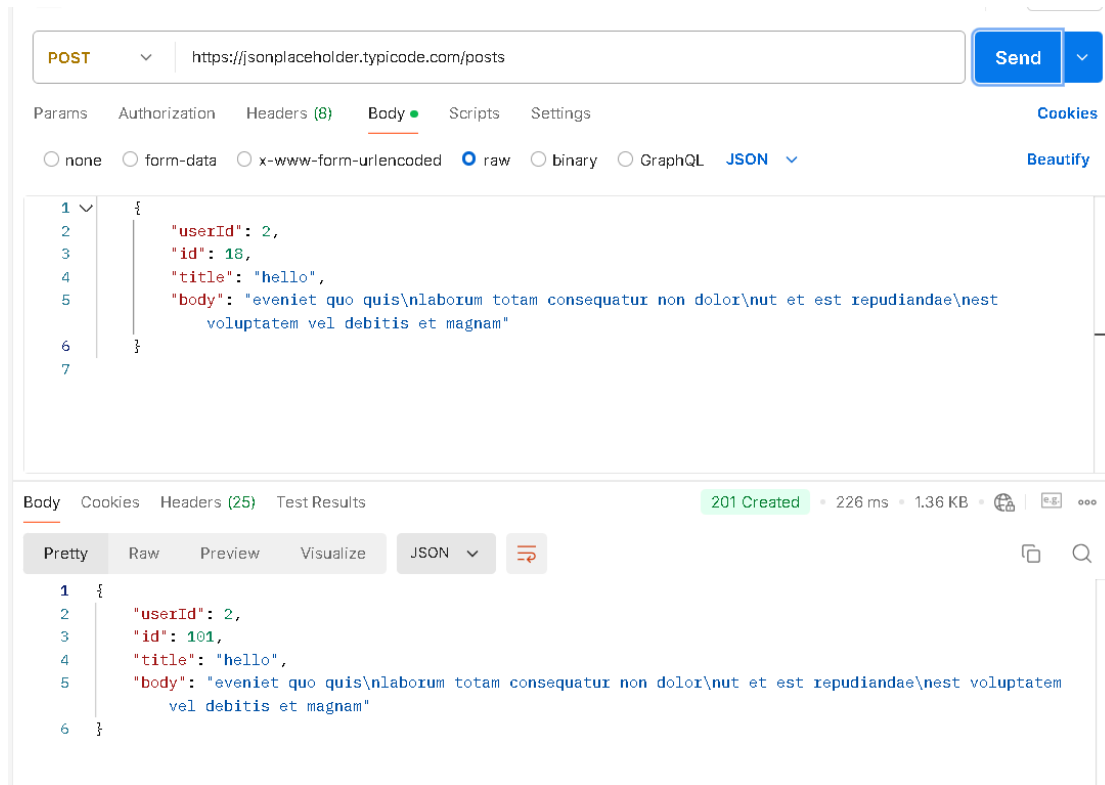 POST https://jsonplaceholder.typicode.com/posts Send
Params Authorization Headers (8) Body Scripts Settings Cookies
none form-data x-www-form-urlencoded raw binary GraphQL JSON Beautify
1 {
2 "userId": 2,
3 "id": 18,
4 "title": "hello",
5 "body": "eveniet quo quis\nlaborum totam consequatur non dolor\nut et est repudiandae\nest
voluptatem vel debitis et magnam"
6 }
7
Body Cookies Headers (25) Test Results 201 Created 226 ms 1.36 KB e.g.
Pretty Raw Preview Visualize JSON
1 {
2 "userId": 2,
3 "id": 101,
4 "title": "hello",
5 "body": "eveniet quo quis\nlaborum totam consequatur non dolor\nut et est repudiandae\nest voluptatem
vel debitis et magnam"
6 }